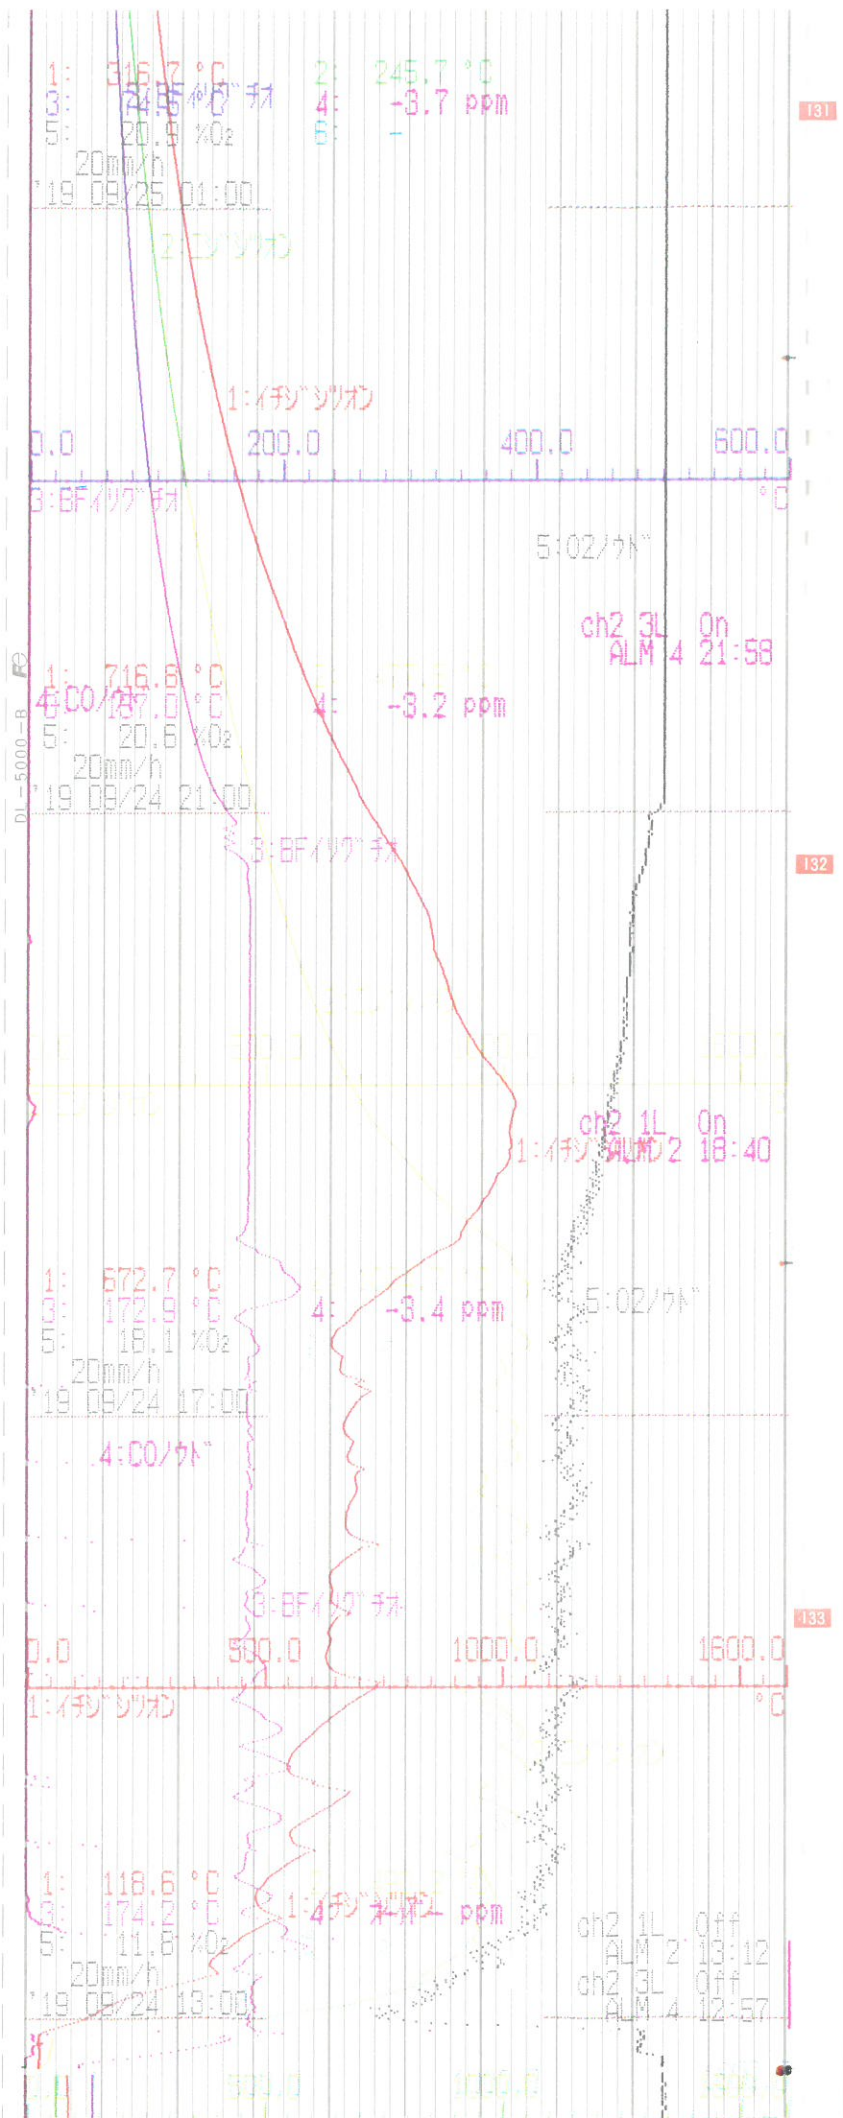 1: 316.7 °C
2: 245.7 °C
4: -3.7 ppm
5: 20.9 %O₂
6: -
20mm/h
'19 09/25 01:00
131
1:イチジシツオン
0.0 200.0 400.0 600.0
3:BFイリグチオ
°C
5:O2ノウド
ch2 3L On
ALM 4 21:58
1: 716.8 °C
4: -3.2 ppm
5: 20.6 %O₂
20mm/h
'19 09/24 21:00
DL-5000-B
3:BFイリグチオ
132
ch2 1L On
ALM 2 18:40
1: 672.7 °C
3: 172.9 °C
4: -3.4 ppm
5: 18.1 %O₂
5:O2ノウド
20mm/h
'19 09/24 17:00
4:COノウド
3:BFイリグチオ
133
0.0 500.0 1000.0 1600.0
1:イチジシツオン
°C
1: 118.6 °C
3: 174.2 °C
ppm
5: 11.8 %O₂
20mm/h
'19 09/24 13:00
ch2 1L Off
ALM 2 13:12
ch2 3L Off
ALM 4 12:57